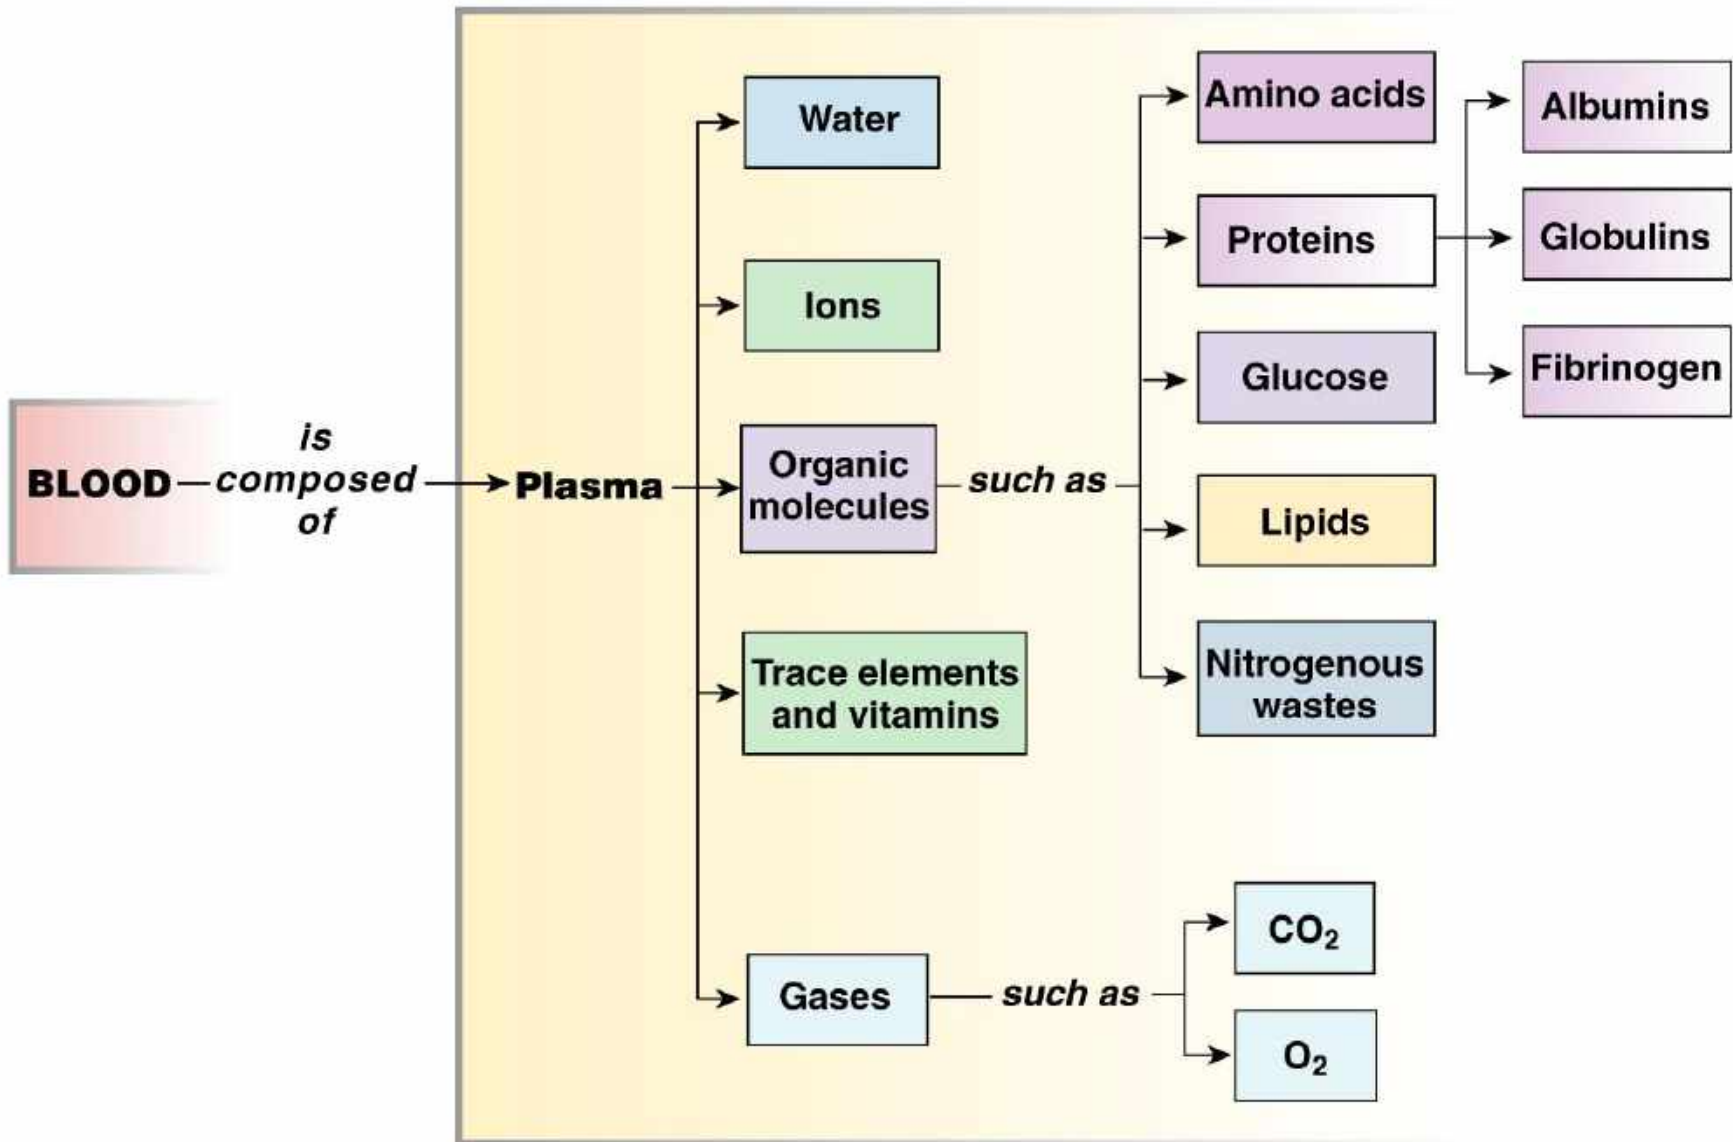 BLOOD
is
composed
of
Plasma
Water
Ions
Organic
molecules
Trace elements
and vitamins
Gases
such as
Amino acids
Proteins
Glucose
Lipids
Nitrogenous
wastes
Albumins
Globulins
Fibrinogen
such as
CO₂
O₂